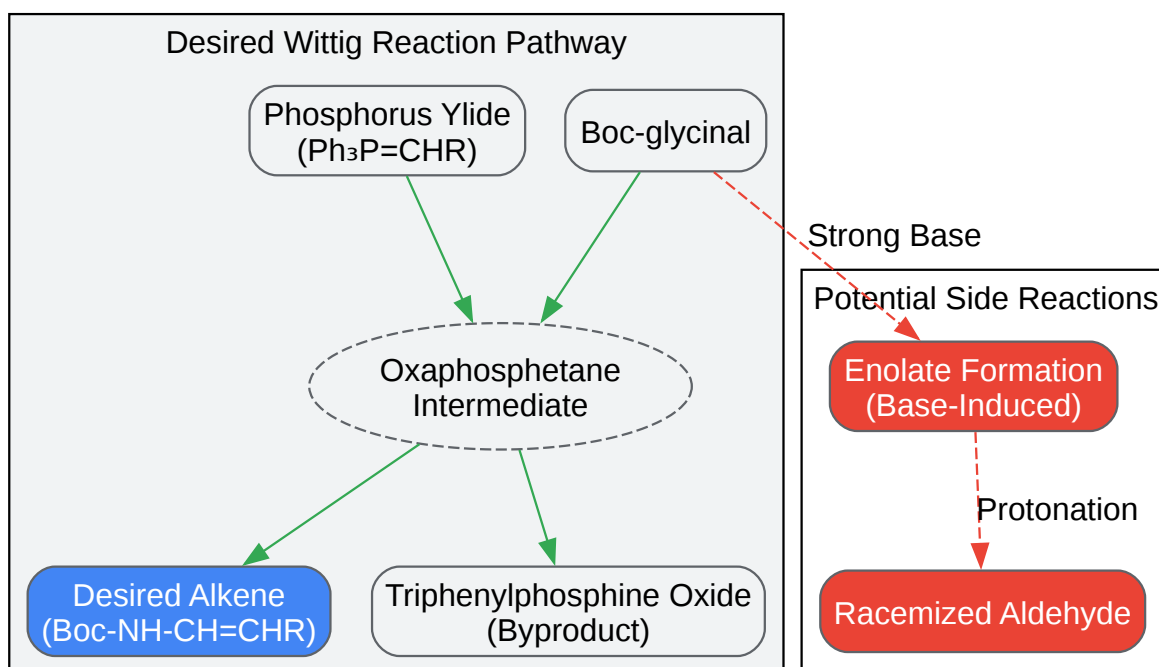 Desired Wittig Reaction Pathway
Phosphorus Ylide
(Ph₃P=CHR)
Boc-glycinal
Strong Base
Potential Side Reactions
Enolate Formation
(Base-Induced)
Oxaphosphetane
Intermediate
Protonation
Desired Alkene
(Boc-NH-CH=CHR)
Triphenylphosphine Oxide
(Byproduct)
Racemized Aldehyde